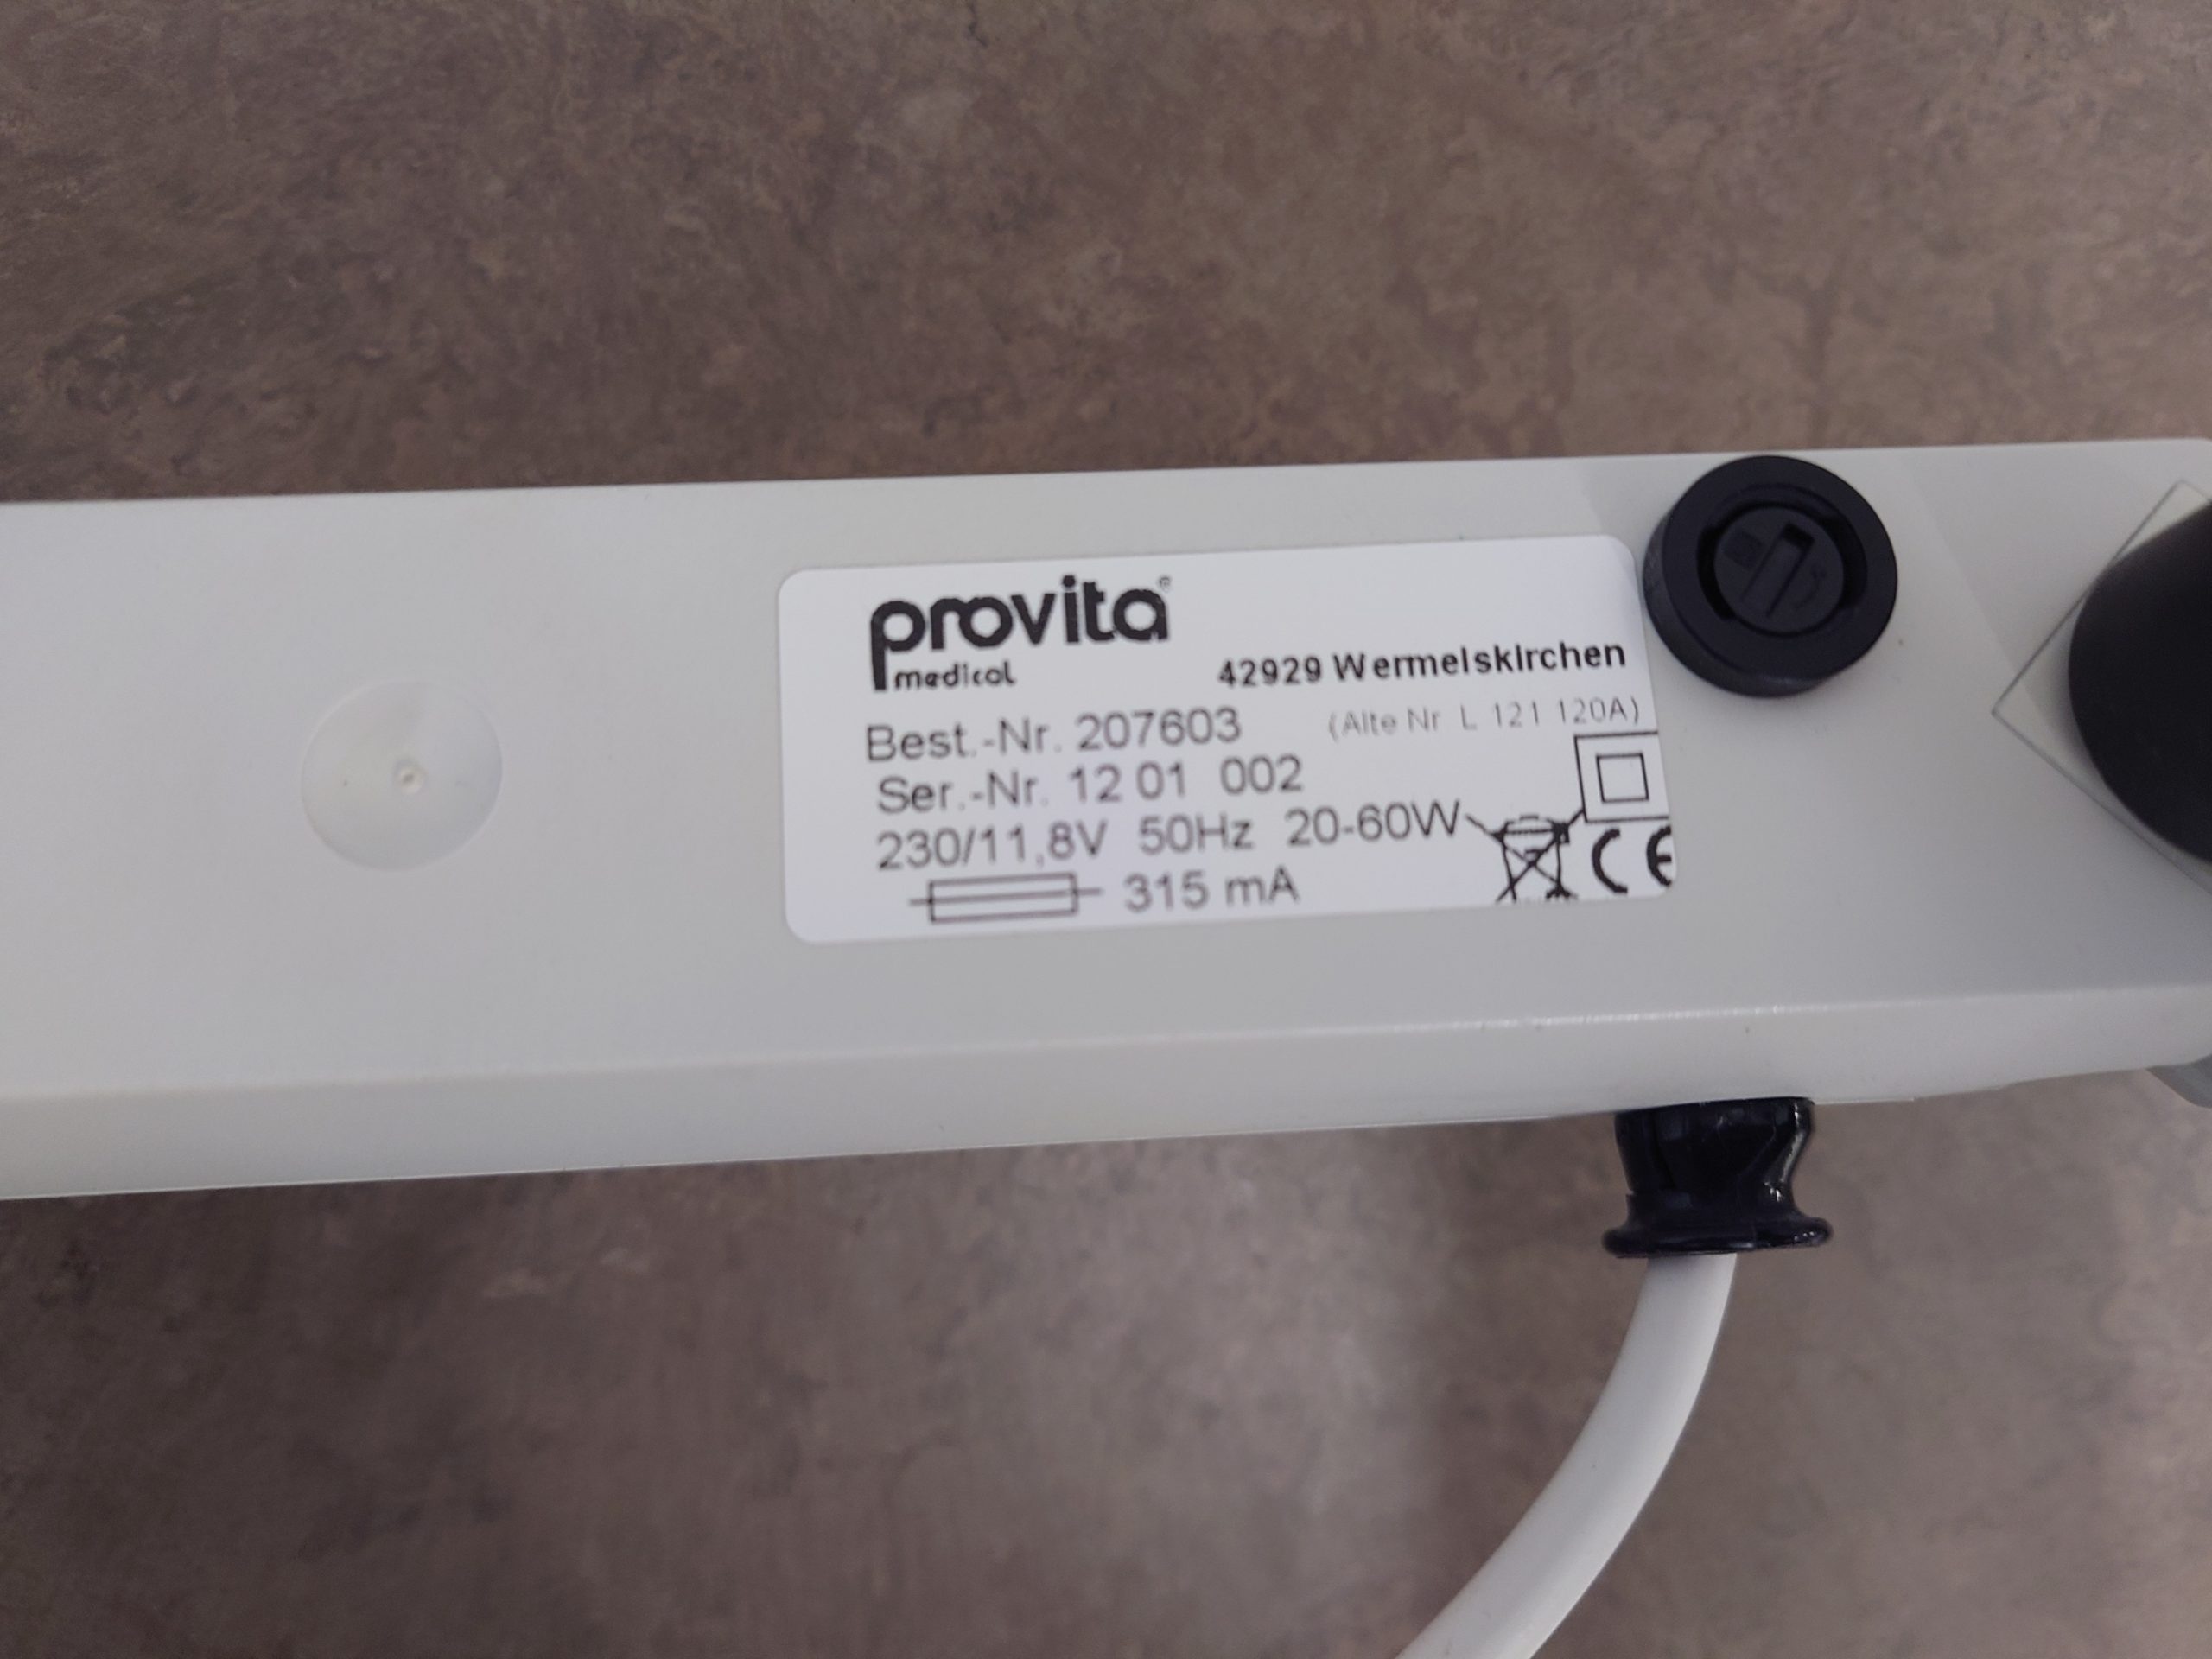 provita®
medical
42929 Wermelskirchen
Best.-Nr. 207603 (Alte Nr L 121 120A)
Ser.-Nr. 12 01 002
230/11,8V 50Hz 20-60W
CE
315 mA